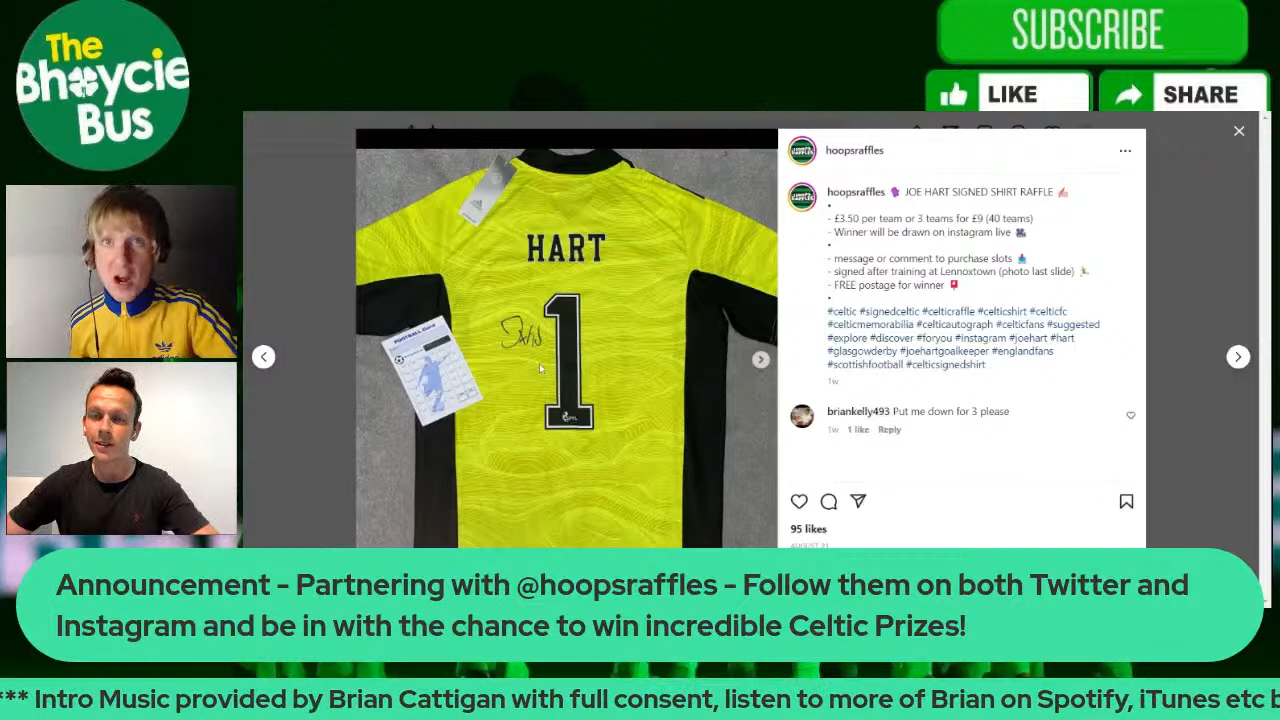 The
Bhoycie
Bus
SUBSCRIBE
LIKE
SHARE
HART
1
FOOTBALL CARD
SPFL
hoopsraffles
hoopsraffles JOE HART SIGNED SHIRT RAFFLE
- £3.50 per team or 3 teams for £9 (40 teams)
- Winner will be drawn on instagram live
- message or comment to purchase slots
- signed after training at Lennoxtown (photo last slide)
- FREE postage for winner
#celtic #signedceltic #celticraffle #celticshirt #celticfc
#celticmemorabilia #celticautograph #celticfans #suggested
#explore #discover #foryou #instagram #joehart #hart
#glasgowderby #joehartgoalkeeper #englandfans
#scottishfootball #celticsignedshirt
1w
briankelly493 Put me down for 3 please
1w 1 like Reply
95 likes
AUGUST 21
Announcement - Partnering with @hoopsraffles - Follow them on both Twitter and
Instagram and be in with the chance to win incredible Celtic Prizes!
** Intro Music provided by Brian Cattigan with full consent, listen to more of Brian on Spotify, iTunes etc b